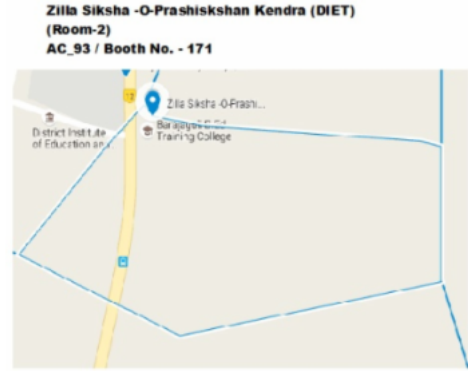 Zilla Siksha -O-Prashiskshan Kendra (DIET)
(Room-2)
AC_93 / Booth No. - 171
Zila Siksha -O-Prashi...
District Institute
of Education an
Training College